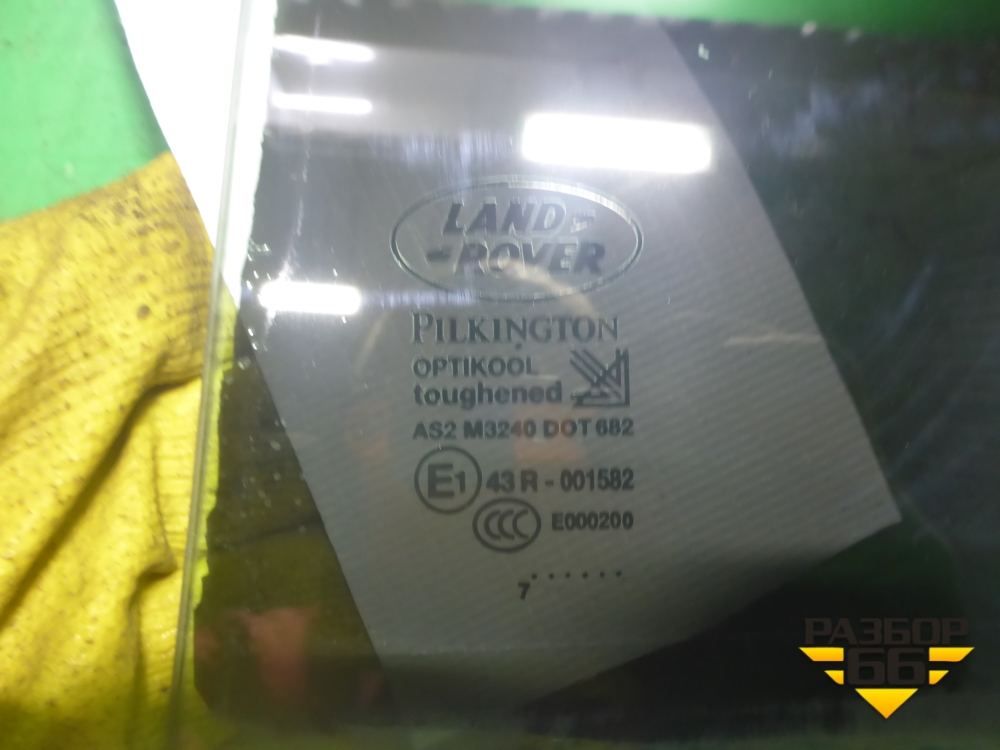 LAND
ROVER
PILKINGTON
OPTIKOOL
toughened
AS2 M3240 DOT 682
E1 43 R - 001582
CCC E000200
7 . . . . . .
РАЗБОР
66